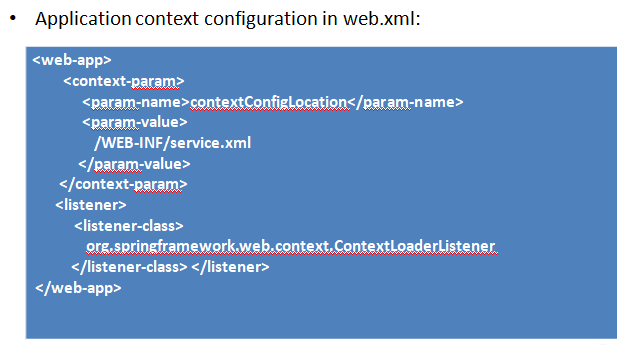 • Application context configuration in web.xml:
<web-app>
<context-param>
<param-name>contextConfigLocation</param-name>
<param-value>
/WEB-INF/service.xml
</param-value>
</context-param>
<listener>
<listener-class>
org.springframework.web.context.ContextLoaderListener
</listener-class> </listener>
</web-app>